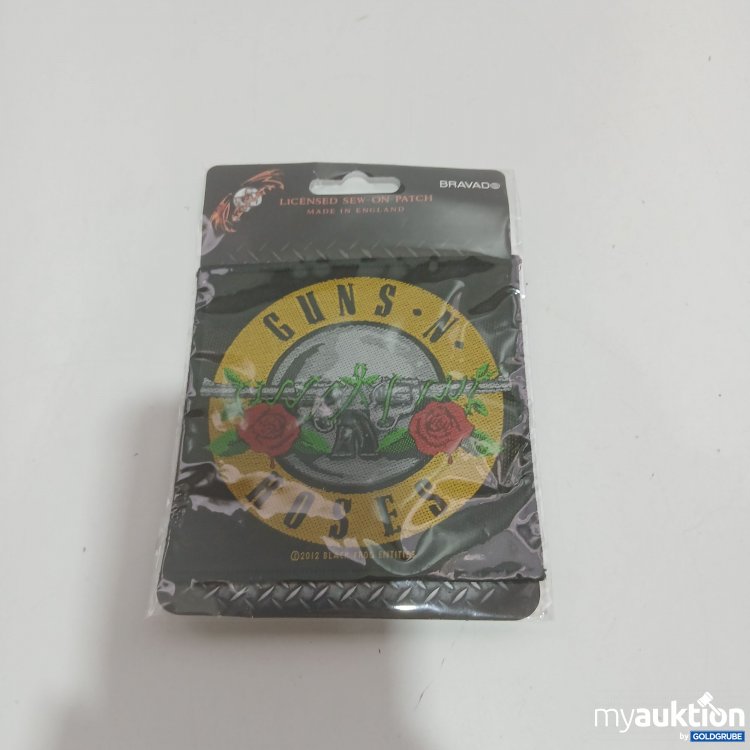 BRAVADO
LICENSED SEW-ON PATCH
MADE IN ENGLAND
GUNS · N ·
ROSES
©2012 BLACK FROG ENTITIES
myauktion
by GOLDGRUBE